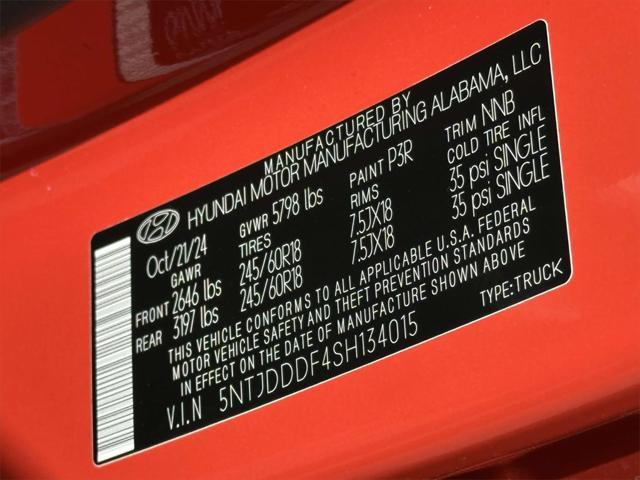 MANUFACTURED BY
HYUNDAI MOTOR MANUFACTURING ALABAMA, LLC
Oct/21/24 GVWR 5798 lbs PAINT P3R TRIM NNB
GAWR TIRES RIMS COLD TIRE INFL
FRONT 2646 lbs 245/60R18 7.5JX18 35 psi SINGLE
REAR 3197 lbs 245/60R18 7.5JX18 35 psi SINGLE
THIS VEHICLE CONFORMS TO ALL APPLICABLE U.S.A. FEDERAL
MOTOR VEHICLE SAFETY AND THEFT PREVENTION STANDARDS
IN EFFECT ON THE DATE OF MANUFACTURE SHOWN ABOVE
V.I.N 5NTJDDDF4SH134015 TYPE:TRUCK